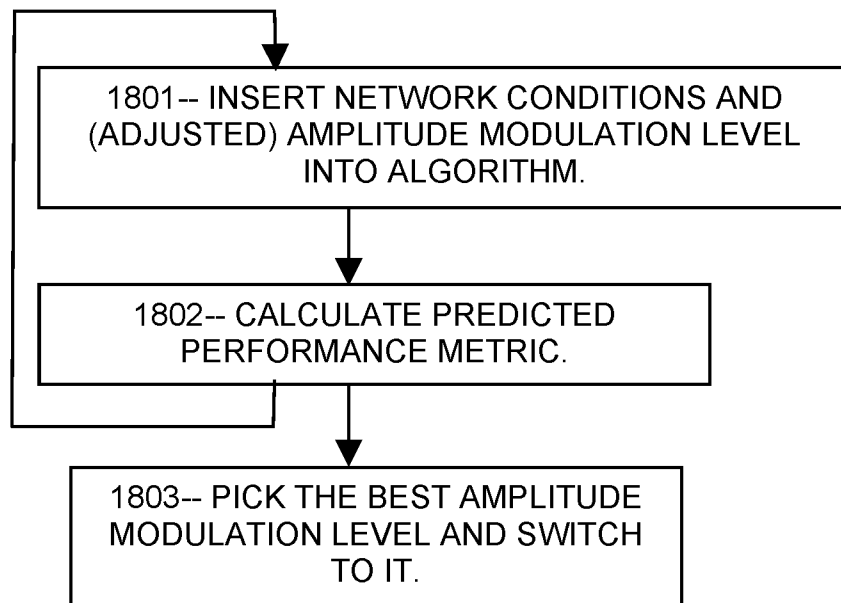 1801-- INSERT NETWORK CONDITIONS AND
(ADJUSTED) AMPLITUDE MODULATION LEVEL
INTO ALGORITHM.
1802-- CALCULATE PREDICTED
PERFORMANCE METRIC.
1803-- PICK THE BEST AMPLITUDE
MODULATION LEVEL AND SWITCH
TO IT.